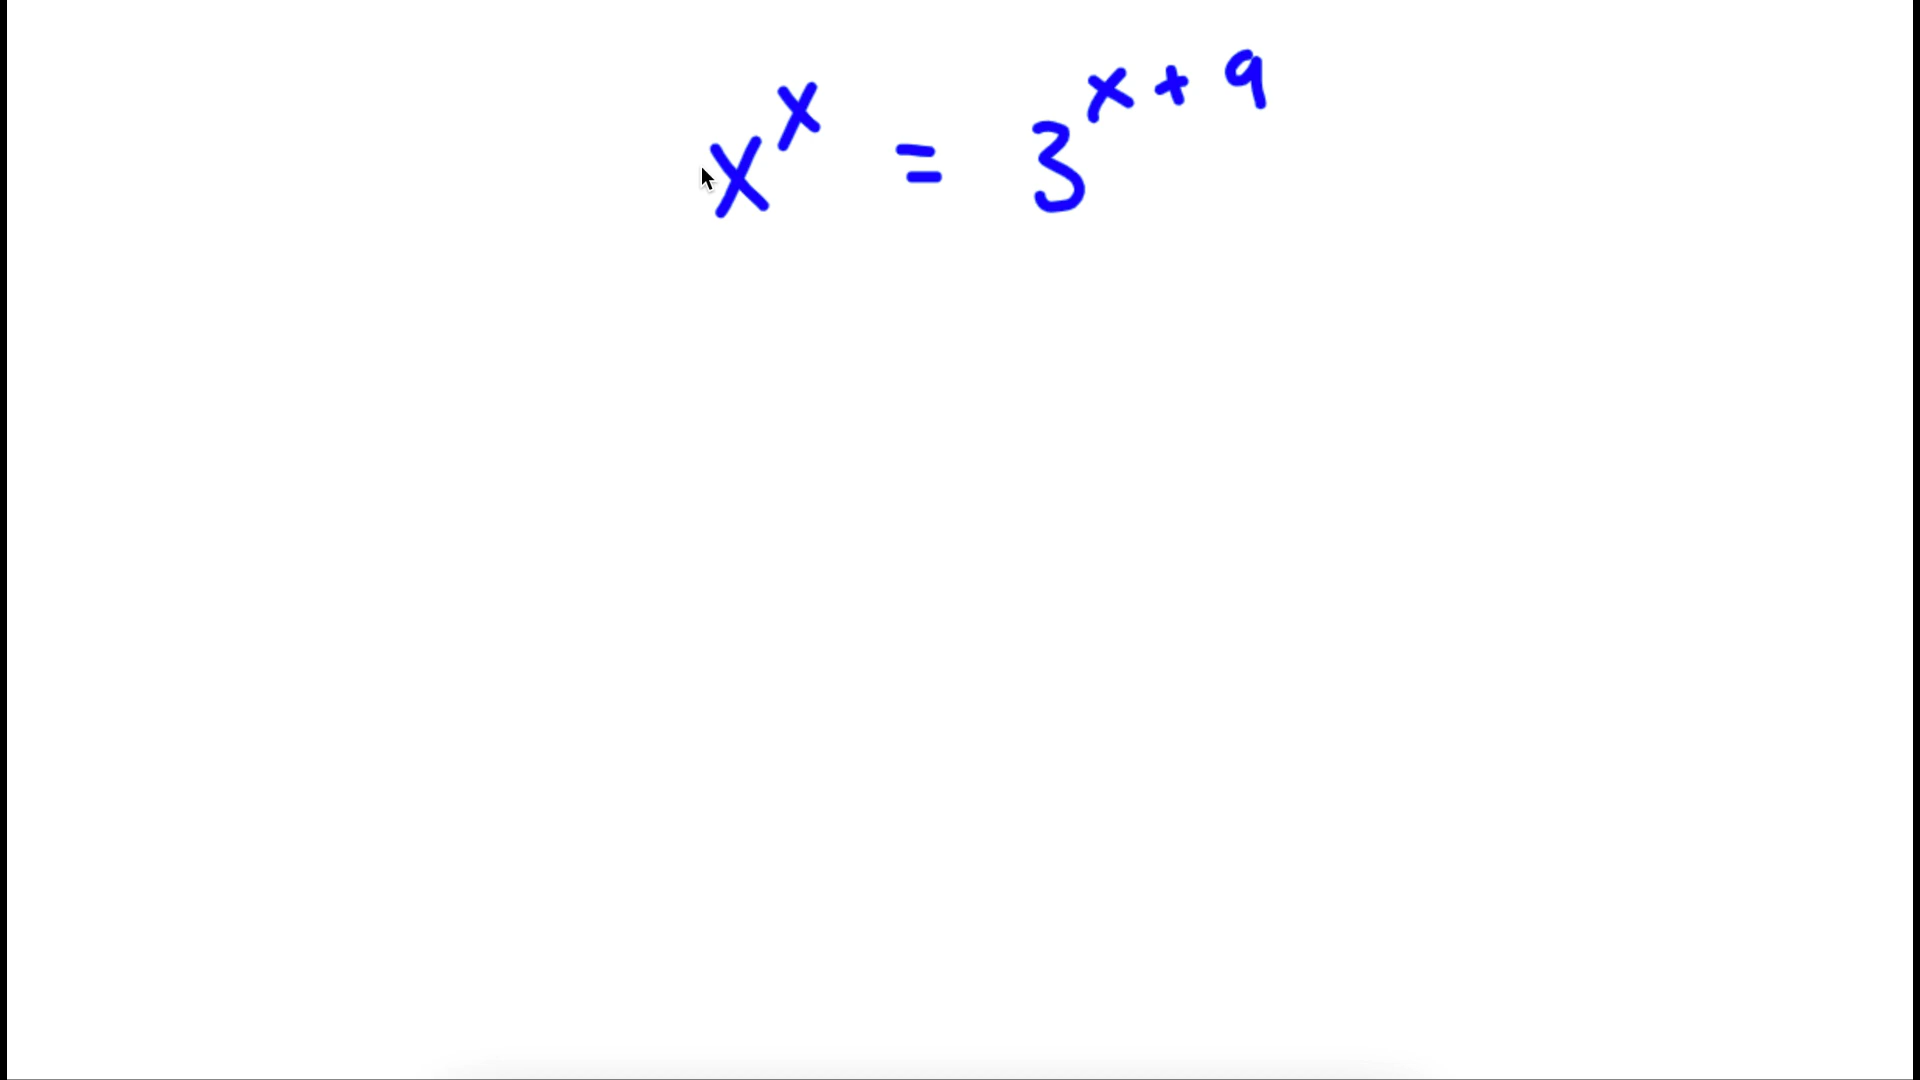 x^x = 3^{x + 9}